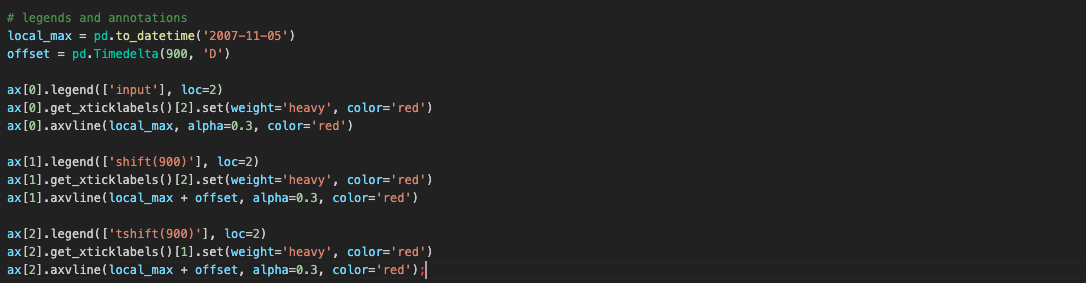 # legends and annotations
local_max = pd.to_datetime('2007-11-05')
offset = pd.Timedelta(900, 'D')
ax[0].legend(['input'], loc=2)
ax[0].get_xticklabels()[2].set(weight='heavy', color='red')
ax[0].axvline(local_max, alpha=0.3, color='red')
ax[1].legend(['shift(900)'], loc=2)
ax[1].get_xticklabels()[2].set(weight='heavy', color='red')
ax[1].axvline(local_max + offset, alpha=0.3, color='red')
ax[2].legend(['tshift(900)'], loc=2)
ax[2].get_xticklabels()[1].set(weight='heavy', color='red')
ax[2].axvline(local_max + offset, alpha=0.3, color='red');